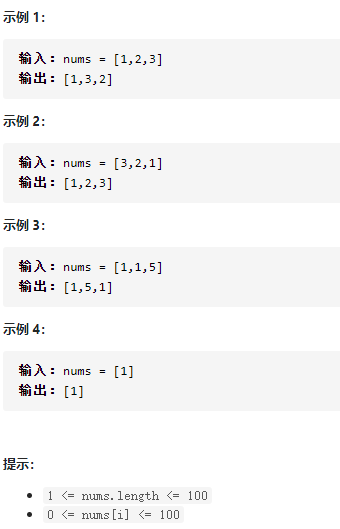 示例 1：
输入：nums = [1,2,3]
输出：[1,3,2]
示例 2：
输入：nums = [3,2,1]
输出：[1,2,3]
示例 3：
输入：nums = [1,1,5]
输出：[1,5,1]
示例 4：
输入：nums = [1]
输出：[1]
提示：
• 1 <= nums.length <= 100
• 0 <= nums[i] <= 100